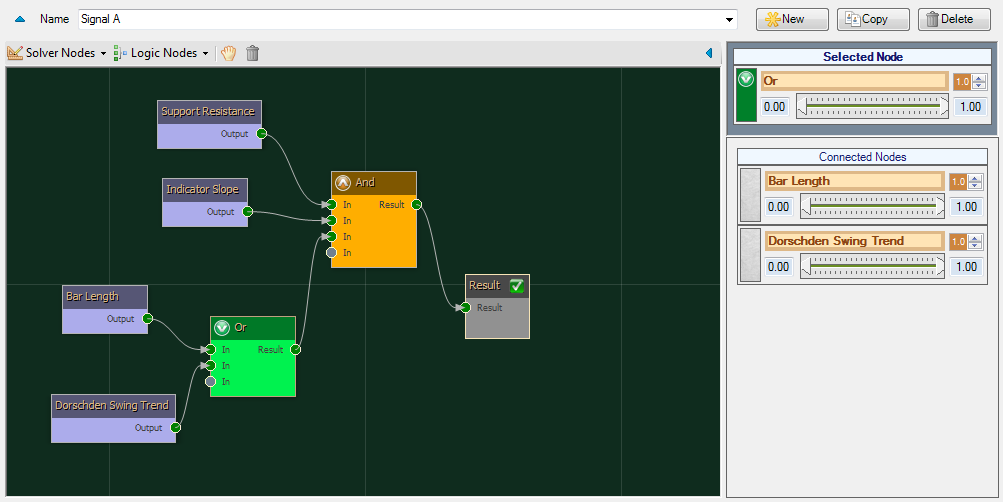 Name Signal A New Copy Delete
Solver Nodes Logic Nodes
Support Resistance
Output
Indicator Slope
Output
And
In Result
In
In
In
Result
Result
Bar Length
Output
Or
In Result
In
In
Dorschden Swing Trend
Output
Selected Node
Or 1.0
0.00 1.00
Connected Nodes
Bar Length 1.0
0.00 1.00
Dorschden Swing Trend 1.0
0.00 1.00